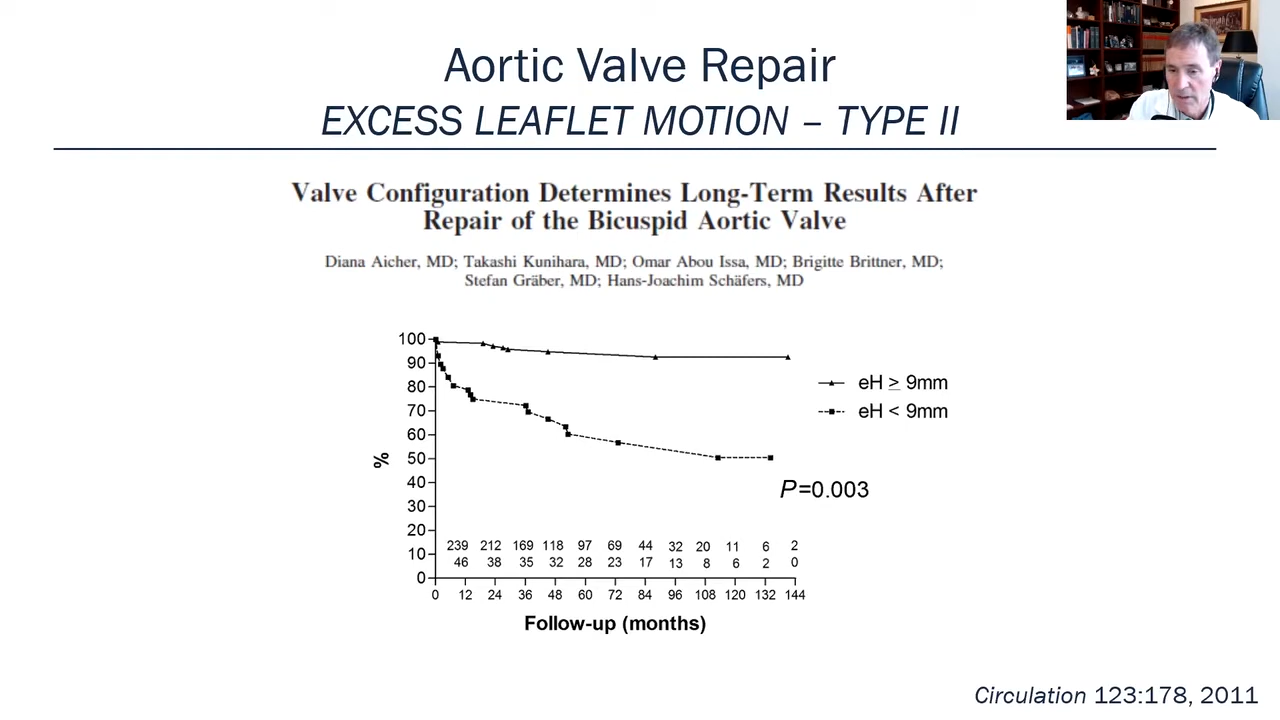 Aortic Valve Repair
EXCESS LEAFLET MOTION – TYPE II
Valve Configuration Determines Long-Term Results After
Repair of the Bicuspid Aortic Valve
Diana Aicher, MD; Takashi Kunihara, MD; Omar Abou Issa, MD; Brigitte Brittner, MD;
Stefan Gräber, MD; Hans-Joachim Schäfers, MD
100
90
80
70
60
50
40
30
20
10
0
%
eH ≥ 9mm
eH < 9mm
P=0.003
239 212 169 118 97 69 44 32 20 11 6 2
46 38 35 32 28 23 17 13 8 6 2 0
0 12 24 36 48 60 72 84 96 108 120 132 144
Follow-up (months)
Circulation 123:178, 2011